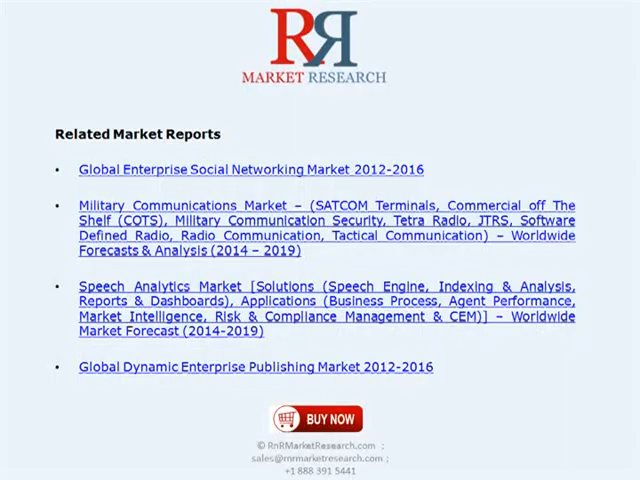 RR
MARKET RESEARCH
Related Market Reports
• Global Enterprise Social Networking Market 2012-2016
• Military Communications Market – (SATCOM Terminals, Commercial off The
Shelf (COTS), Military Communication Security, Tetra Radio, JTRS, Software
Defined Radio, Radio Communication, Tactical Communication) – Worldwide
Forecasts & Analysis (2014 – 2019)
• Speech Analytics Market [Solutions (Speech Engine, Indexing & Analysis,
Reports & Dashboards), Applications (Business Process, Agent Performance,
Market Intelligence, Risk & Compliance Management & CEM)] – Worldwide
Market Forecast (2014-2019)
• Global Dynamic Enterprise Publishing Market 2012-2016
BUY NOW
© RnRMarketResearch.com ;
sales@rnrmarketresearch.com ;
+1 888 391 5441